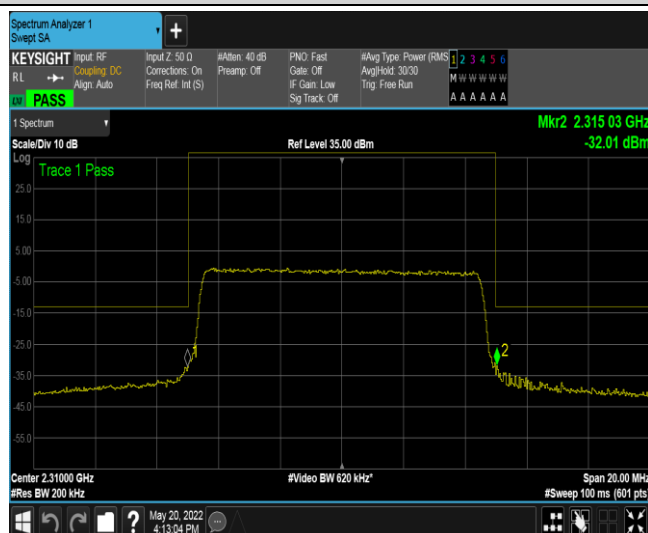 Spectrum Analyzer 1
Swept SA
+
KEYSIGHT Input: RF
Input Z: 50 Ω
#Atten: 40 dB
PNO: Fast
#Avg Type: Power (RMS
1 2 3 4 5 6
RL
Coupling: DC
Corrections: On
Preamp: Off
Gate: Off
Avg|Hold: 30/30
M W W W W W
Align: Auto
Freq Ref: Int (S)
IF Gain: Low
Trig: Free Run
Sig Track: Off
A A A A A A
PASS
1 Spectrum
Mkr2 2.315 03 GHz
Scale/Div 10 dB
Ref Level 35.00 dBm
-32.01 dBm
Log
Trace 1 Pass
25.0
15.0
5.00
-5.00
-15.0
-25.0
1
2
-35.0
-45.0
-55.0
Center 2.31000 GHz
#Video BW 620 kHz*
Span 20.00 MHz
#Res BW 200 kHz
#Sweep 100 ms (601 pts)
?
May 20, 2022
4:13:04 PM